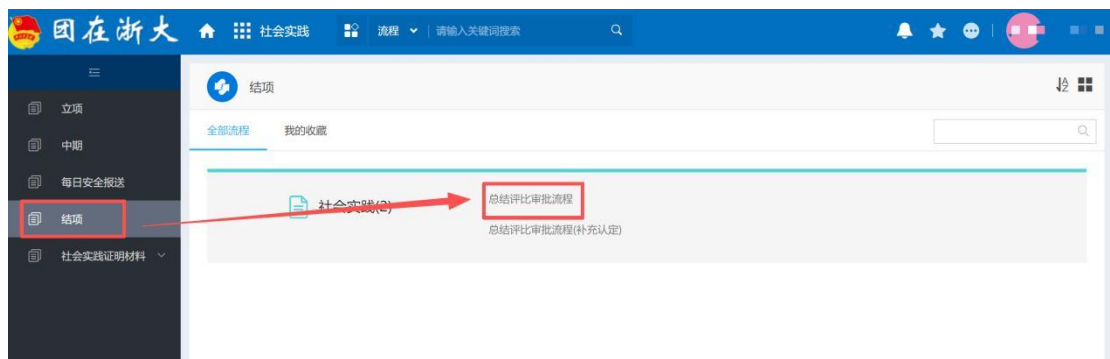 团在浙大
社会实践
流程
请输入关键词搜索
立项
中期
每日安全报送
结项
社会实践证明材料
结项
全部流程
我的收藏
社会实践(2)
总结评比审批流程
总结评比审批流程(补充认定)